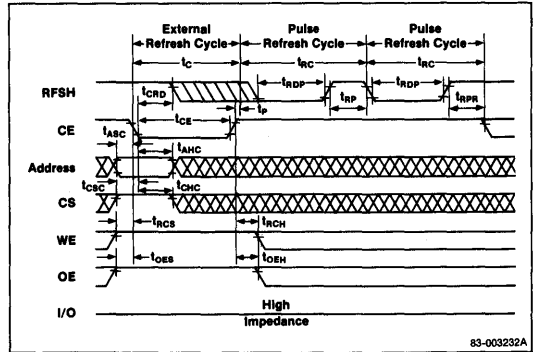 External Refresh Cycle
Pulse Refresh Cycle
Pulse Refresh Cycle
tC
tRC
tRC
RFSH
tCRD
tRDP
tRP
tRDP
tRPR
CE
tASC
tCE
tP
tAHC
Address
tCSC
tCHC
CS
tRCS
tRCH
WE
tOES
tOEH
OE
I/O
High Impedance
83-003232A